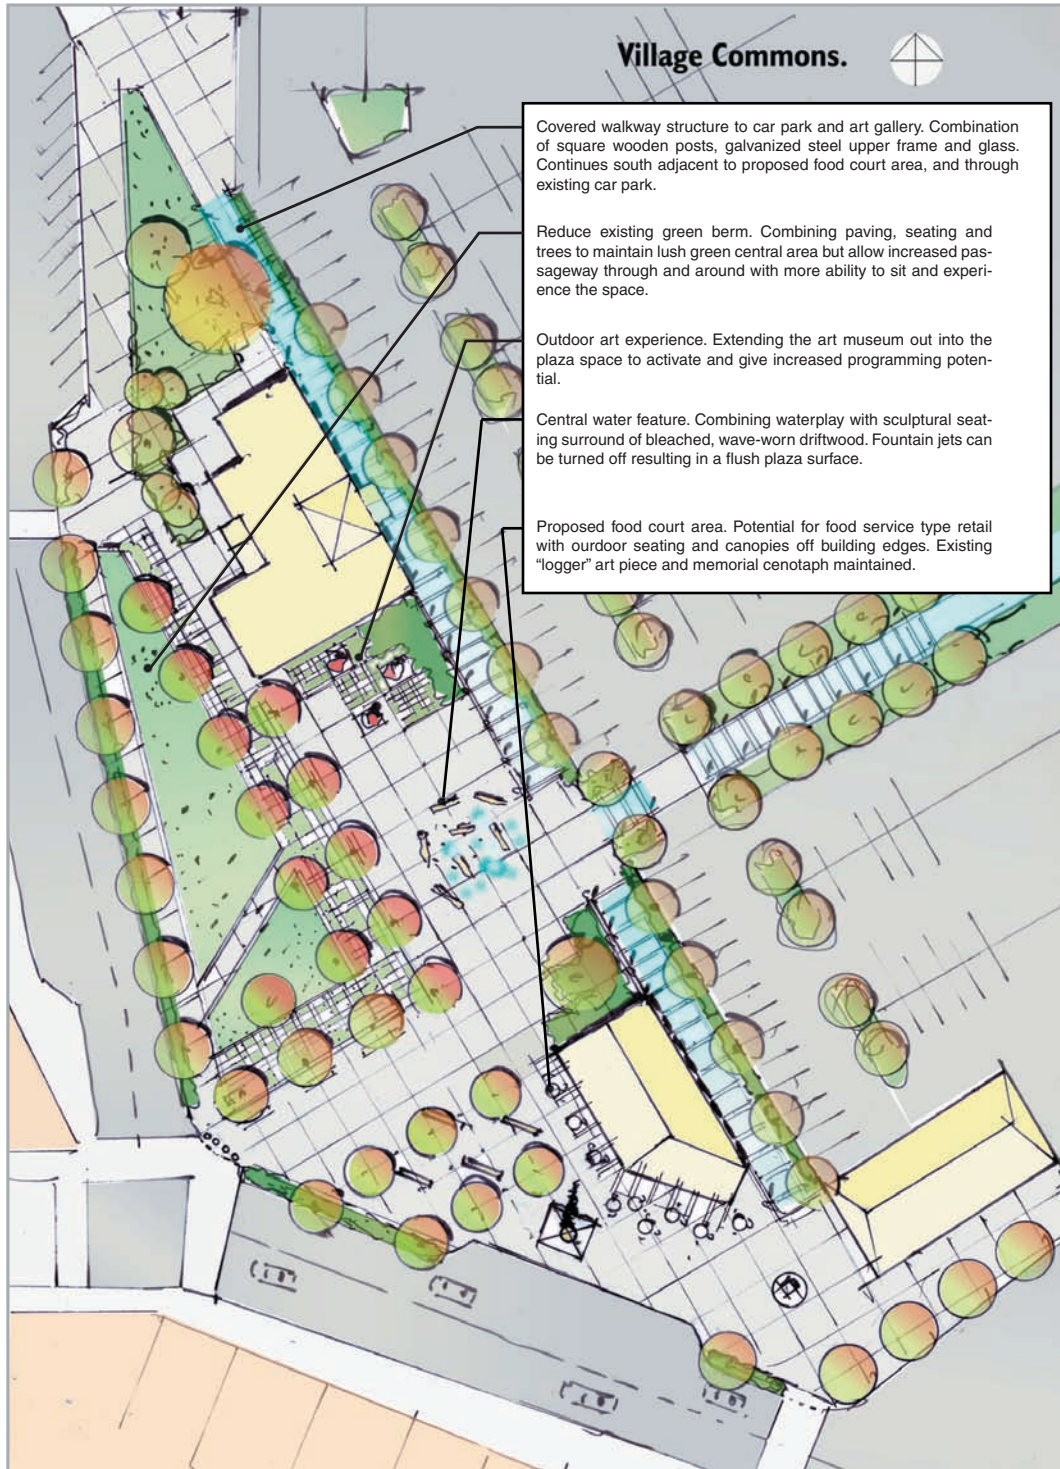 Village Commons.
Covered walkway structure to car park and art gallery. Combination
of square wooden posts, galvanized steel upper frame and glass.
Continues south adjacent to proposed food court area, and through
existing car park.
Reduce existing green berm. Combining paving, seating and
trees to maintain lush green central area but allow increased pas-
sageway through and around with more ability to sit and experi-
ence the space.
Outdoor art experience. Extending the art museum out into the
plaza space to activate and give increased programming poten-
tial.
Central water feature. Combining waterplay with sculptural seat-
ing surround of bleached, wave-worn driftwood. Fountain jets can
be turned off resulting in a flush plaza surface.
Proposed food court area. Potential for food service type retail
with ourdoor seating and canopies off building edges. Existing
“logger” art piece and memorial cenotaph maintained.